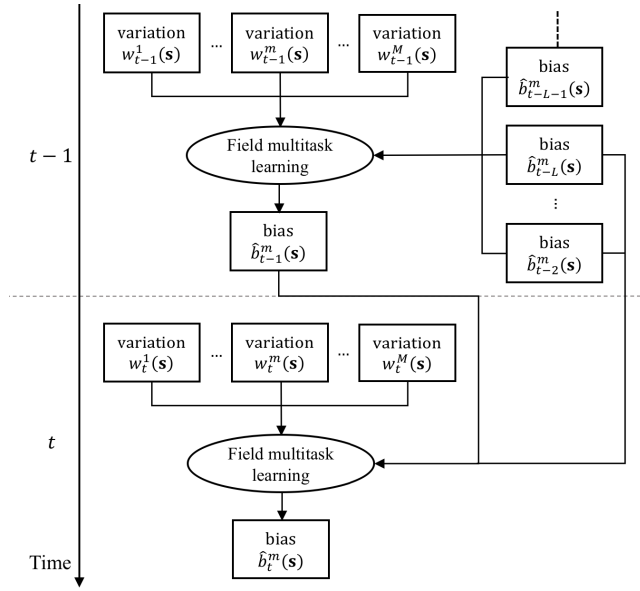 variation
w_{t-1}^1(s)
...
variation
w_{t-1}^m(s)
...
variation
w_{t-1}^M(s)
bias
b̂_{t-L-1}^m(s)
t − 1
Field multitask
learning
bias
b̂_{t-L}^m(s)
⋮
bias
b̂_{t-1}^m(s)
bias
b̂_{t-2}^m(s)
variation
w_t^1(s)
...
variation
w_t^m(s)
...
variation
w_t^M(s)
t
Field multitask
learning
bias
b̂_t^m(s)
Time